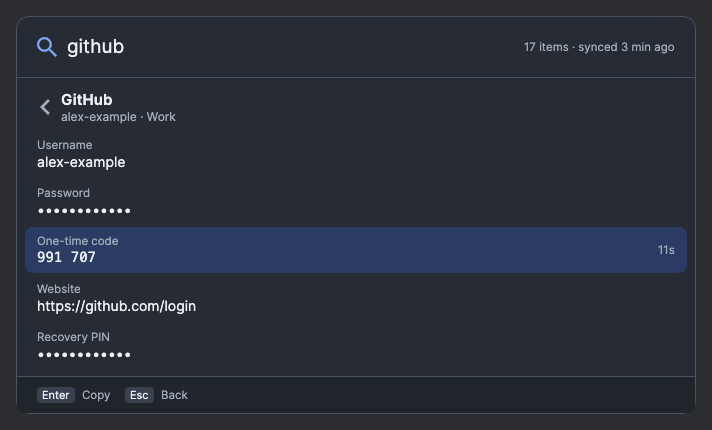 github
17 items · synced 3 min ago
GitHub
alex-example · Work
Username
alex-example
Password
••••••••••••
One-time code
991 707
11s
Website
https://github.com/login
Recovery PIN
••••••••••••
Enter Copy Esc Back